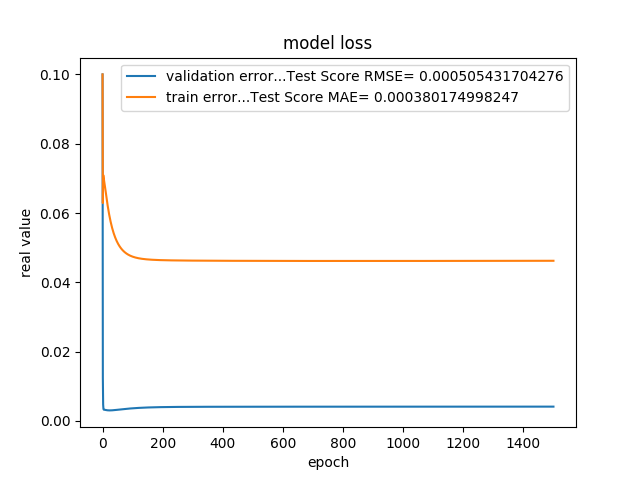 model loss
validation error...Test Score RMSE= 0.000505431704276
train error...Test Score MAE= 0.000380174998247
real value
0.10
0.08
0.06
0.04
0.02
0.00
0 200 400 600 800 1000 1200 1400
epoch